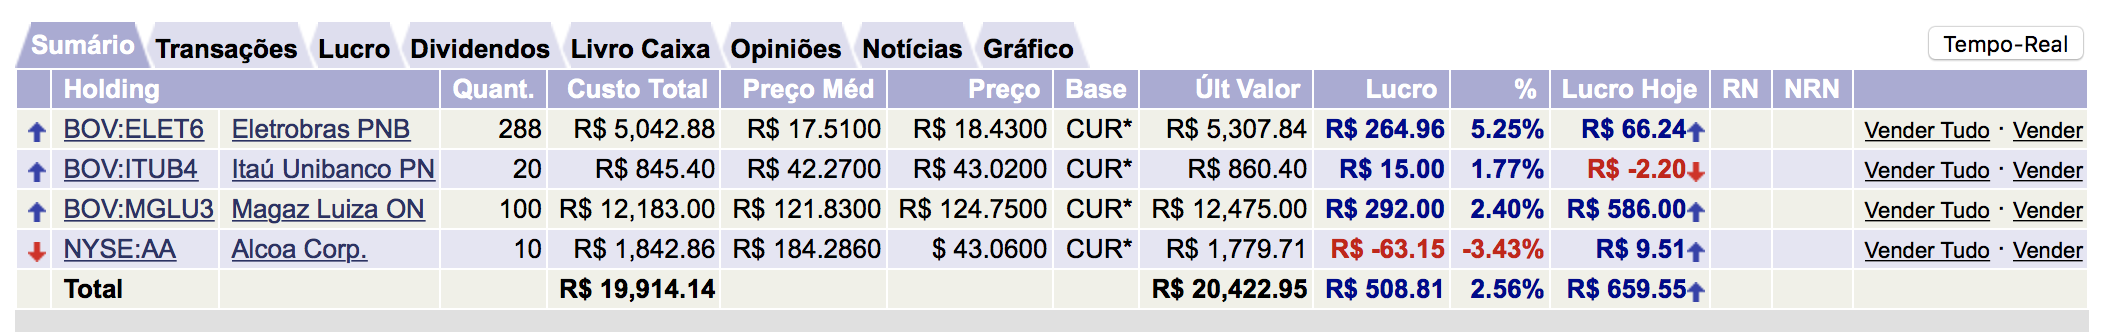 Sumário Transações Lucro Dividendos Livro Caixa Opiniões Notícias Gráfico Tempo-Real
Holding Quant. Custo Total Preço Méd Preço Base Últ Valor Lucro % Lucro Hoje RN NRN
BOV:ELET6 Eletrobras PNB 288 R$ 5,042.88 R$ 17.5100 R$ 18.4300 CUR* R$ 5,307.84 R$ 264.96 5.25% R$ 66.24 Vender Tudo · Vender
BOV:ITUB4 Itaú Unibanco PN 20 R$ 845.40 R$ 42.2700 R$ 43.0200 CUR* R$ 860.40 R$ 15.00 1.77% R$ -2.20 Vender Tudo · Vender
BOV:MGLU3 Magaz Luiza ON 100 R$ 12,183.00 R$ 121.8300 R$ 124.7500 CUR* R$ 12,475.00 R$ 292.00 2.40% R$ 586.00 Vender Tudo · Vender
NYSE:AA Alcoa Corp. 10 R$ 1,842.86 R$ 184.2860 $ 43.0600 CUR* R$ 1,779.71 R$ -63.15 -3.43% R$ 9.51 Vender Tudo · Vender
Total R$ 19,914.14 R$ 20,422.95 R$ 508.81 2.56% R$ 659.55